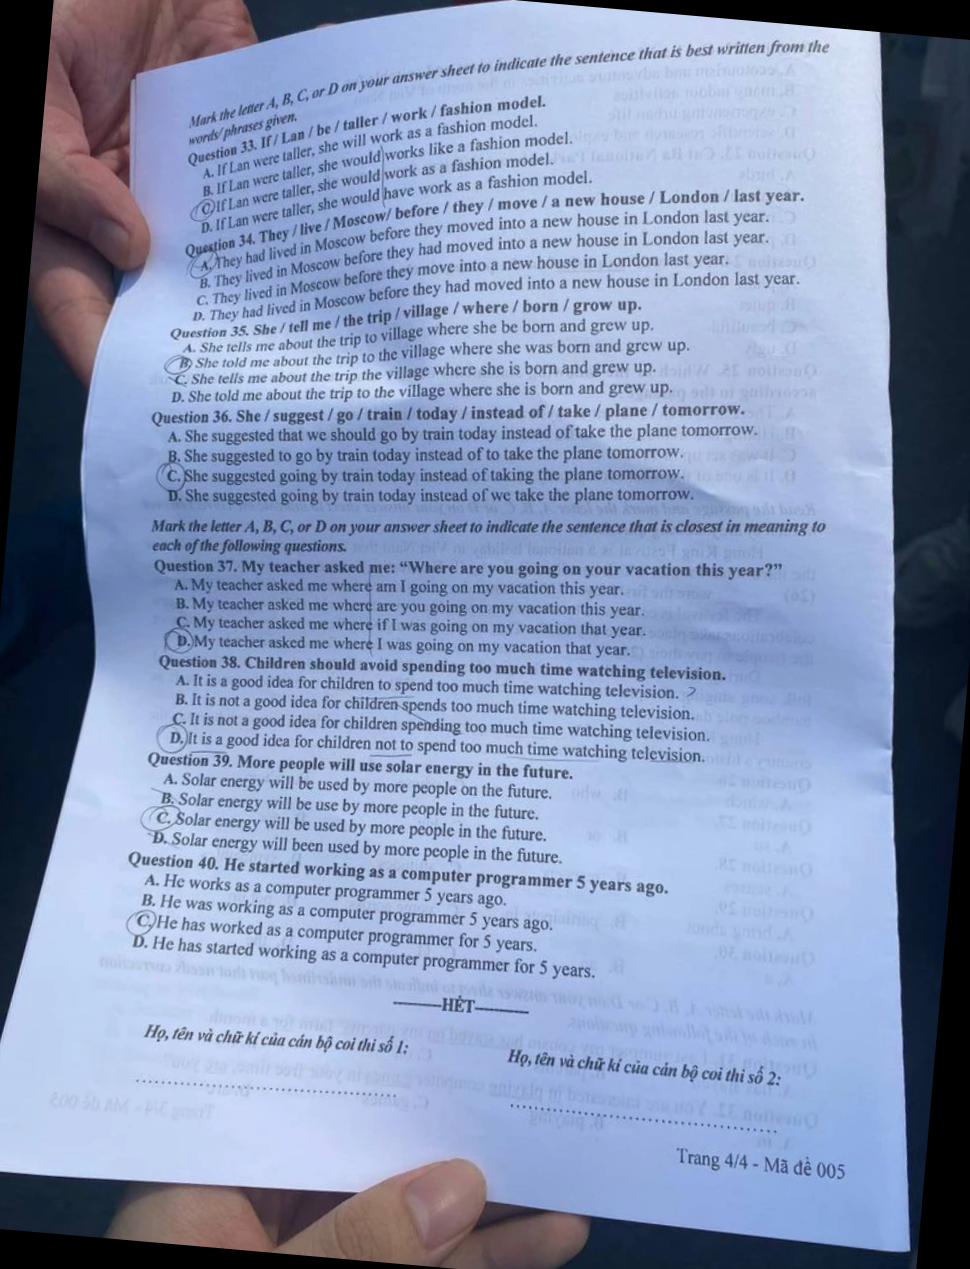 Mark the letter A, B, C, or D on your answer sheet to indicate the sentence that is best written from the
words/phrases given.
Question 33. If / Lan / be / taller / work / fashion model.
A. If Lan were taller, she will work as a fashion model.
B. If Lan were taller, she would works like a fashion model.
C. If Lan were taller, she would work as a fashion model.
D. If Lan were taller, she would have work as a fashion model.
Question 34. They / live / Moscow/ before / they / move / a new house / London / last year.
A. They had lived in Moscow before they moved into a new house in London last year.
B. They lived in Moscow before they had moved into a new house in London last year.
C. They lived in Moscow before they move into a new house in London last year.
D. They had lived in Moscow before they had moved into a new house in London last year.
Question 35. She / tell me / the trip / village / where / born / grow up.
A. She tells me about the trip to village where she be born and grew up.
B. She told me about the trip to the village where she was born and grew up.
C. She tells me about the trip the village where she is born and grew up.
D. She told me about the trip to the village where she is born and grew up.
Question 36. She / suggest / go / train / today / instead of / take / plane / tomorrow.
A. She suggested that we should go by train today instead of take the plane tomorrow.
B. She suggested to go by train today instead of to take the plane tomorrow.
C. She suggested going by train today instead of taking the plane tomorrow.
D. She suggested going by train today instead of we take the plane tomorrow.
Mark the letter A, B, C, or D on your answer sheet to indicate the sentence that is closest in meaning to
each of the following questions.
Question 37. My teacher asked me: “Where are you going on your vacation this year?”
A. My teacher asked me where am I going on my vacation this year.
B. My teacher asked me where are you going on my vacation this year.
C. My teacher asked me where if I was going on my vacation that year.
D. My teacher asked me where I was going on my vacation that year.
Question 38. Children should avoid spending too much time watching television.
A. It is a good idea for children to spend too much time watching television. ?
B. It is not a good idea for children spends too much time watching television.
C. It is not a good idea for children spending too much time watching television.
D. It is a good idea for children not to spend too much time watching television.
Question 39. More people will use solar energy in the future.
A. Solar energy will be used by more people on the future.
B. Solar energy will be use by more people in the future.
C. Solar energy will be used by more people in the future.
D. Solar energy will been used by more people in the future.
Question 40. He started working as a computer programmer 5 years ago.
A. He works as a computer programmer 5 years ago.
B. He was working as a computer programmer 5 years ago.
C. He has worked as a computer programmer for 5 years.
D. He has started working as a computer programmer for 5 years.
---------HẾT---------
Họ, tên và chữ kí của cán bộ coi thi số 1:
Họ, tên và chữ kí của cán bộ coi thi số 2:
Trang 4/4 - Mã đề 005